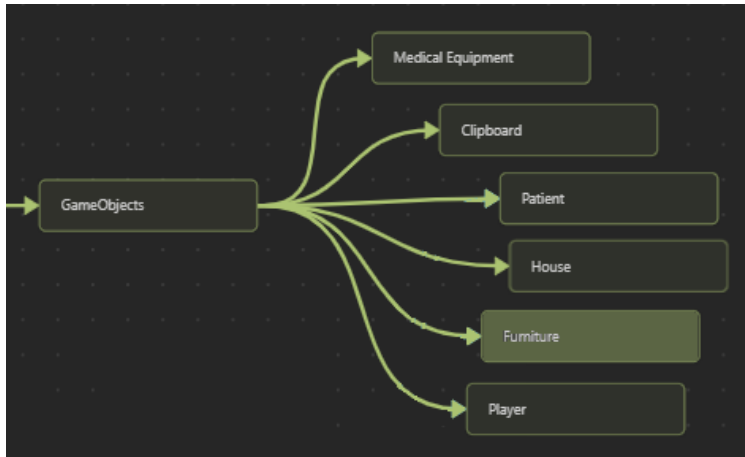 Medical Equipment
Clipboard
GameObjects
Patient
House
Furniture
Player